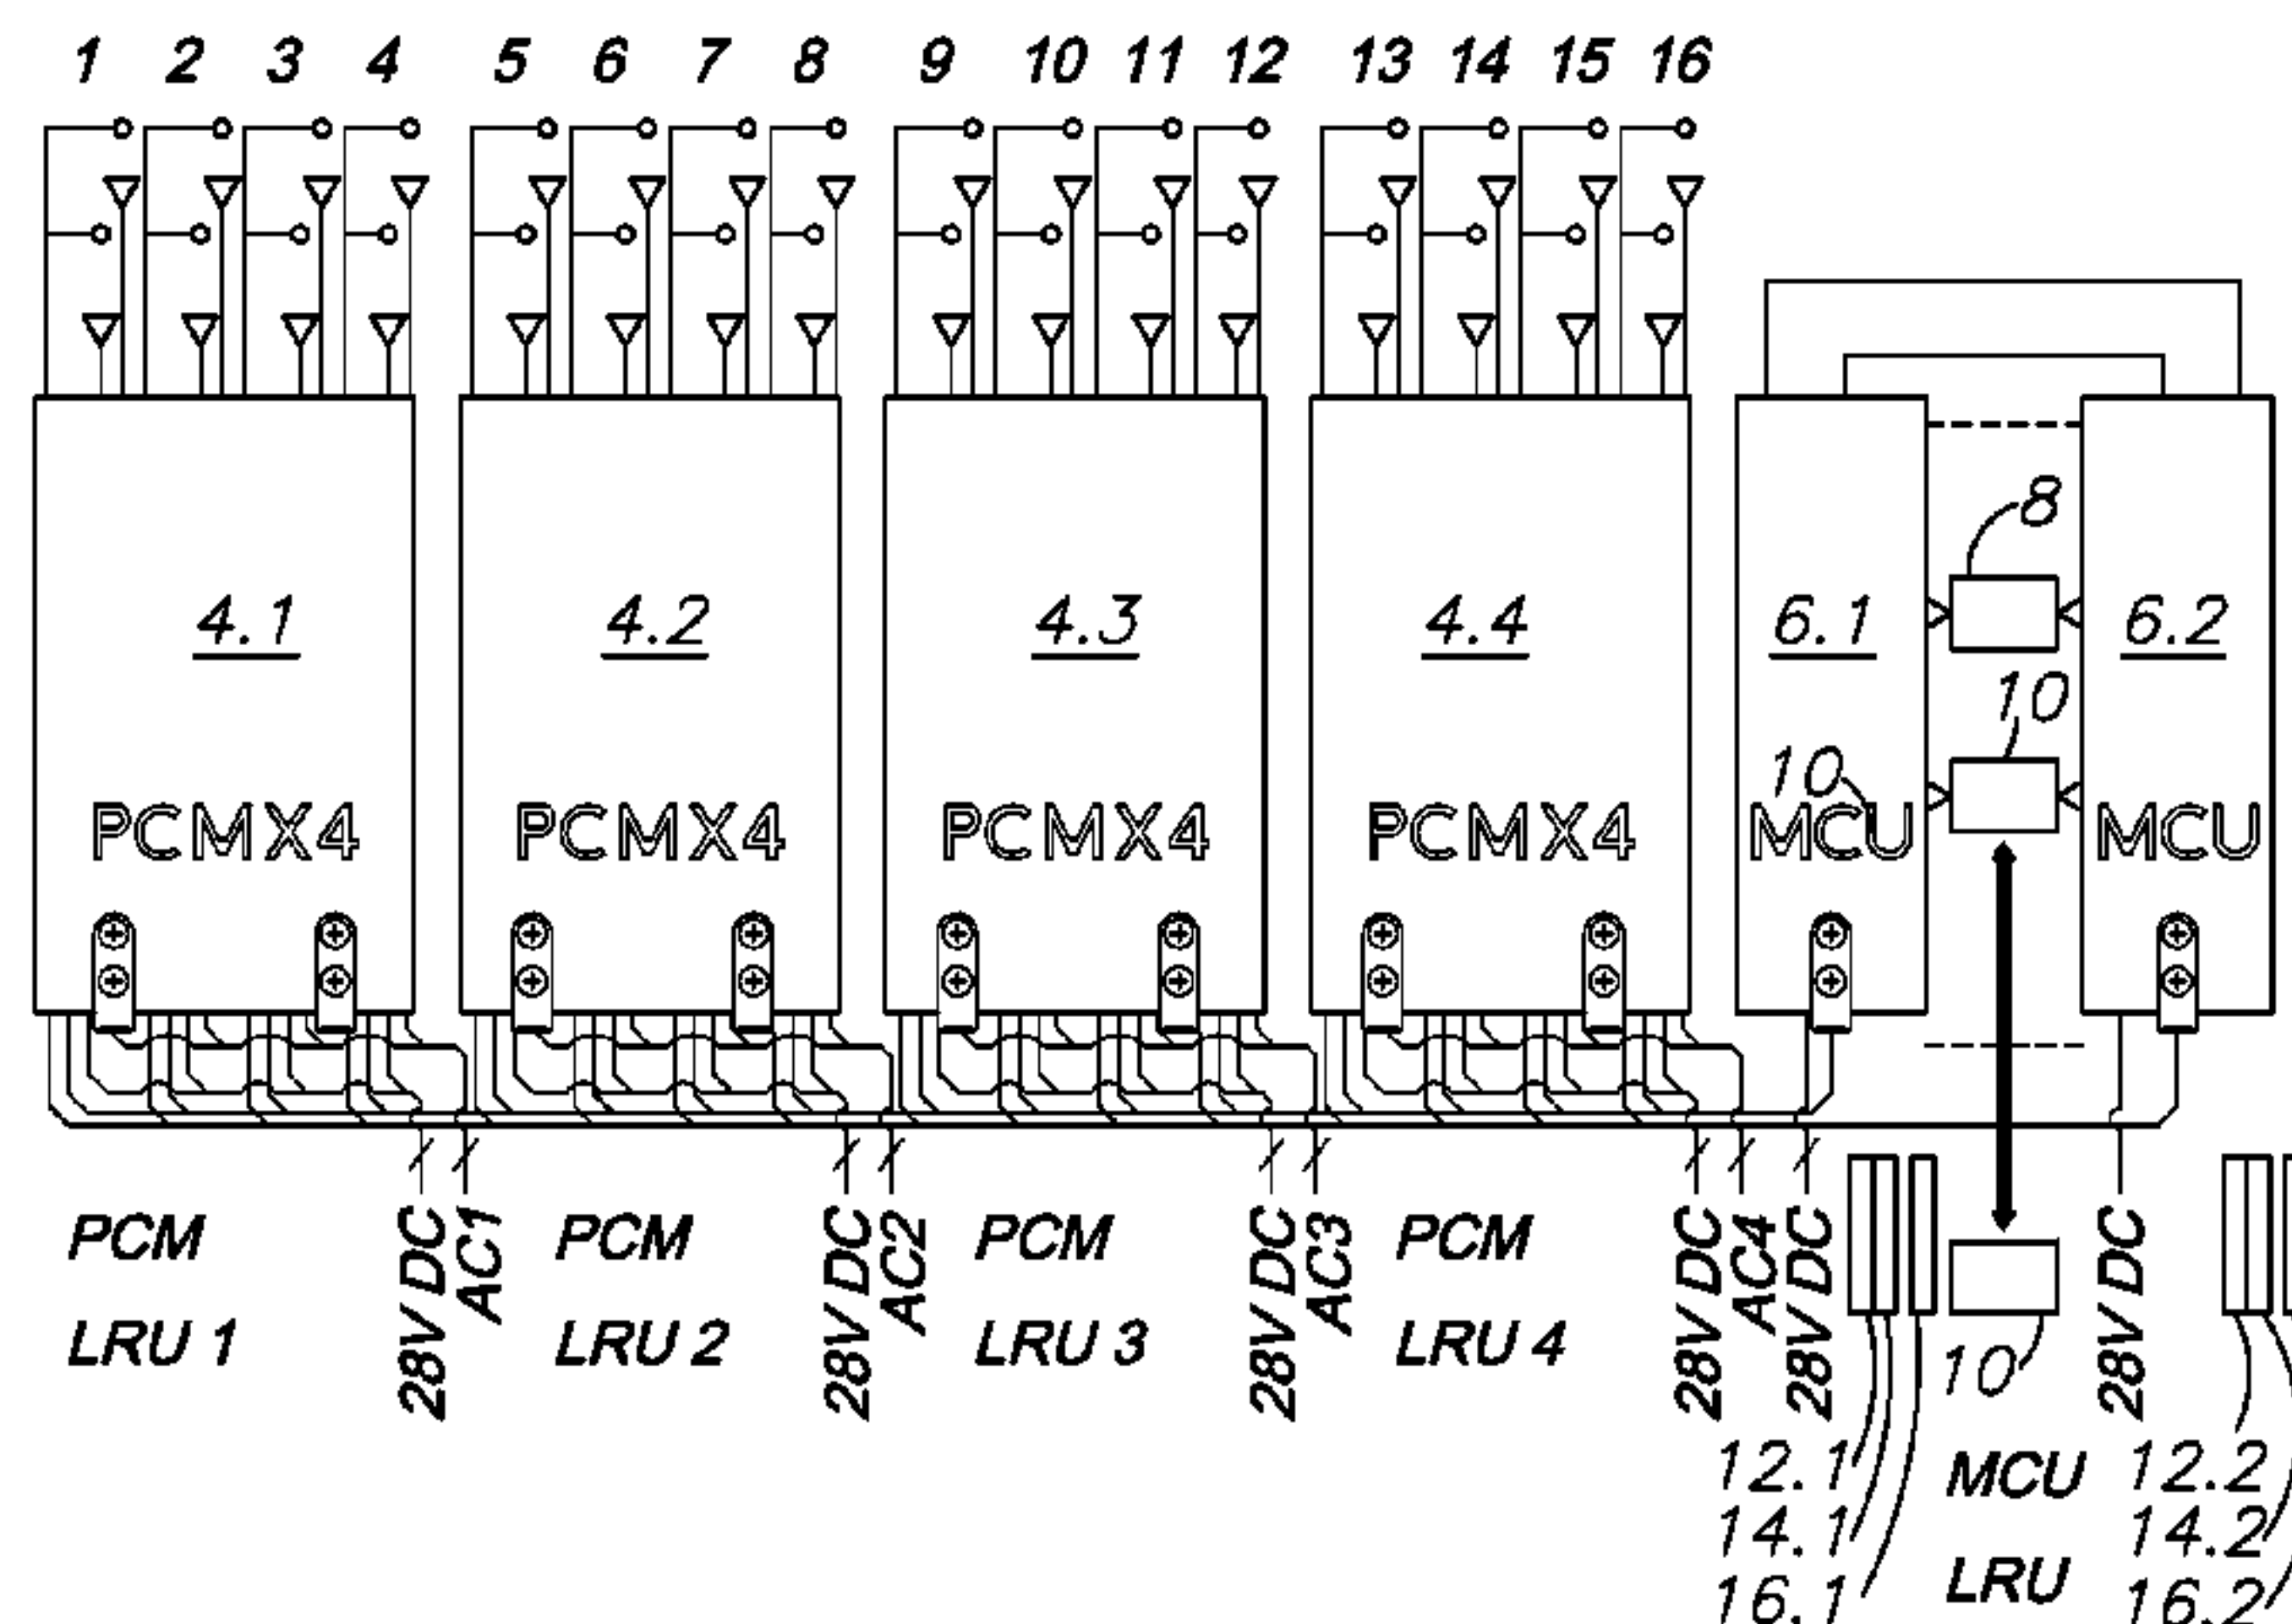 1 2 3 4 5 6 7 8 9 10 11 12 13 14 15 16
8
4.1 4.2 4.3 4.4 6.1 6.2
10
10
PCMX4 PCMX4 PCMX4 PCMX4 MCU MCU
PCM PCM PCM PCM
LRU 1 LRU 2 LRU 3 LRU 4
28V DC AC1 28V DC AC2 28V DC AC3 28V DC AC4 28V DC 28V DC
10
12.1 MCU 12.2
14.1 14.2
16.1 LRU 16.2